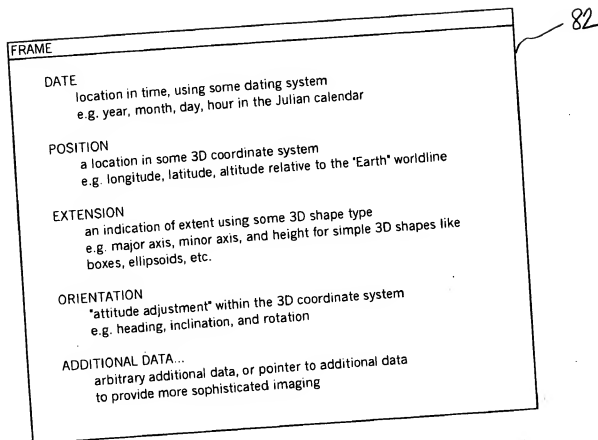 82
FRAME
DATE
location in time, using some dating system
e.g. year, month, day, hour in the Julian calendar
POSITION
a location in some 3D coordinate system
e.g. longitude, latitude, altitude relative to the "Earth" worldline
EXTENSION
an indication of extent using some 3D shape type
e.g. major axis, minor axis, and height for simple 3D shapes like
boxes, ellipsoids, etc.
ORIENTATION
"attitude adjustment" within the 3D coordinate system
e.g. heading, inclination, and rotation
ADDITIONAL DATA...
arbitrary additional data, or pointer to additional data
to provide more sophisticated imaging